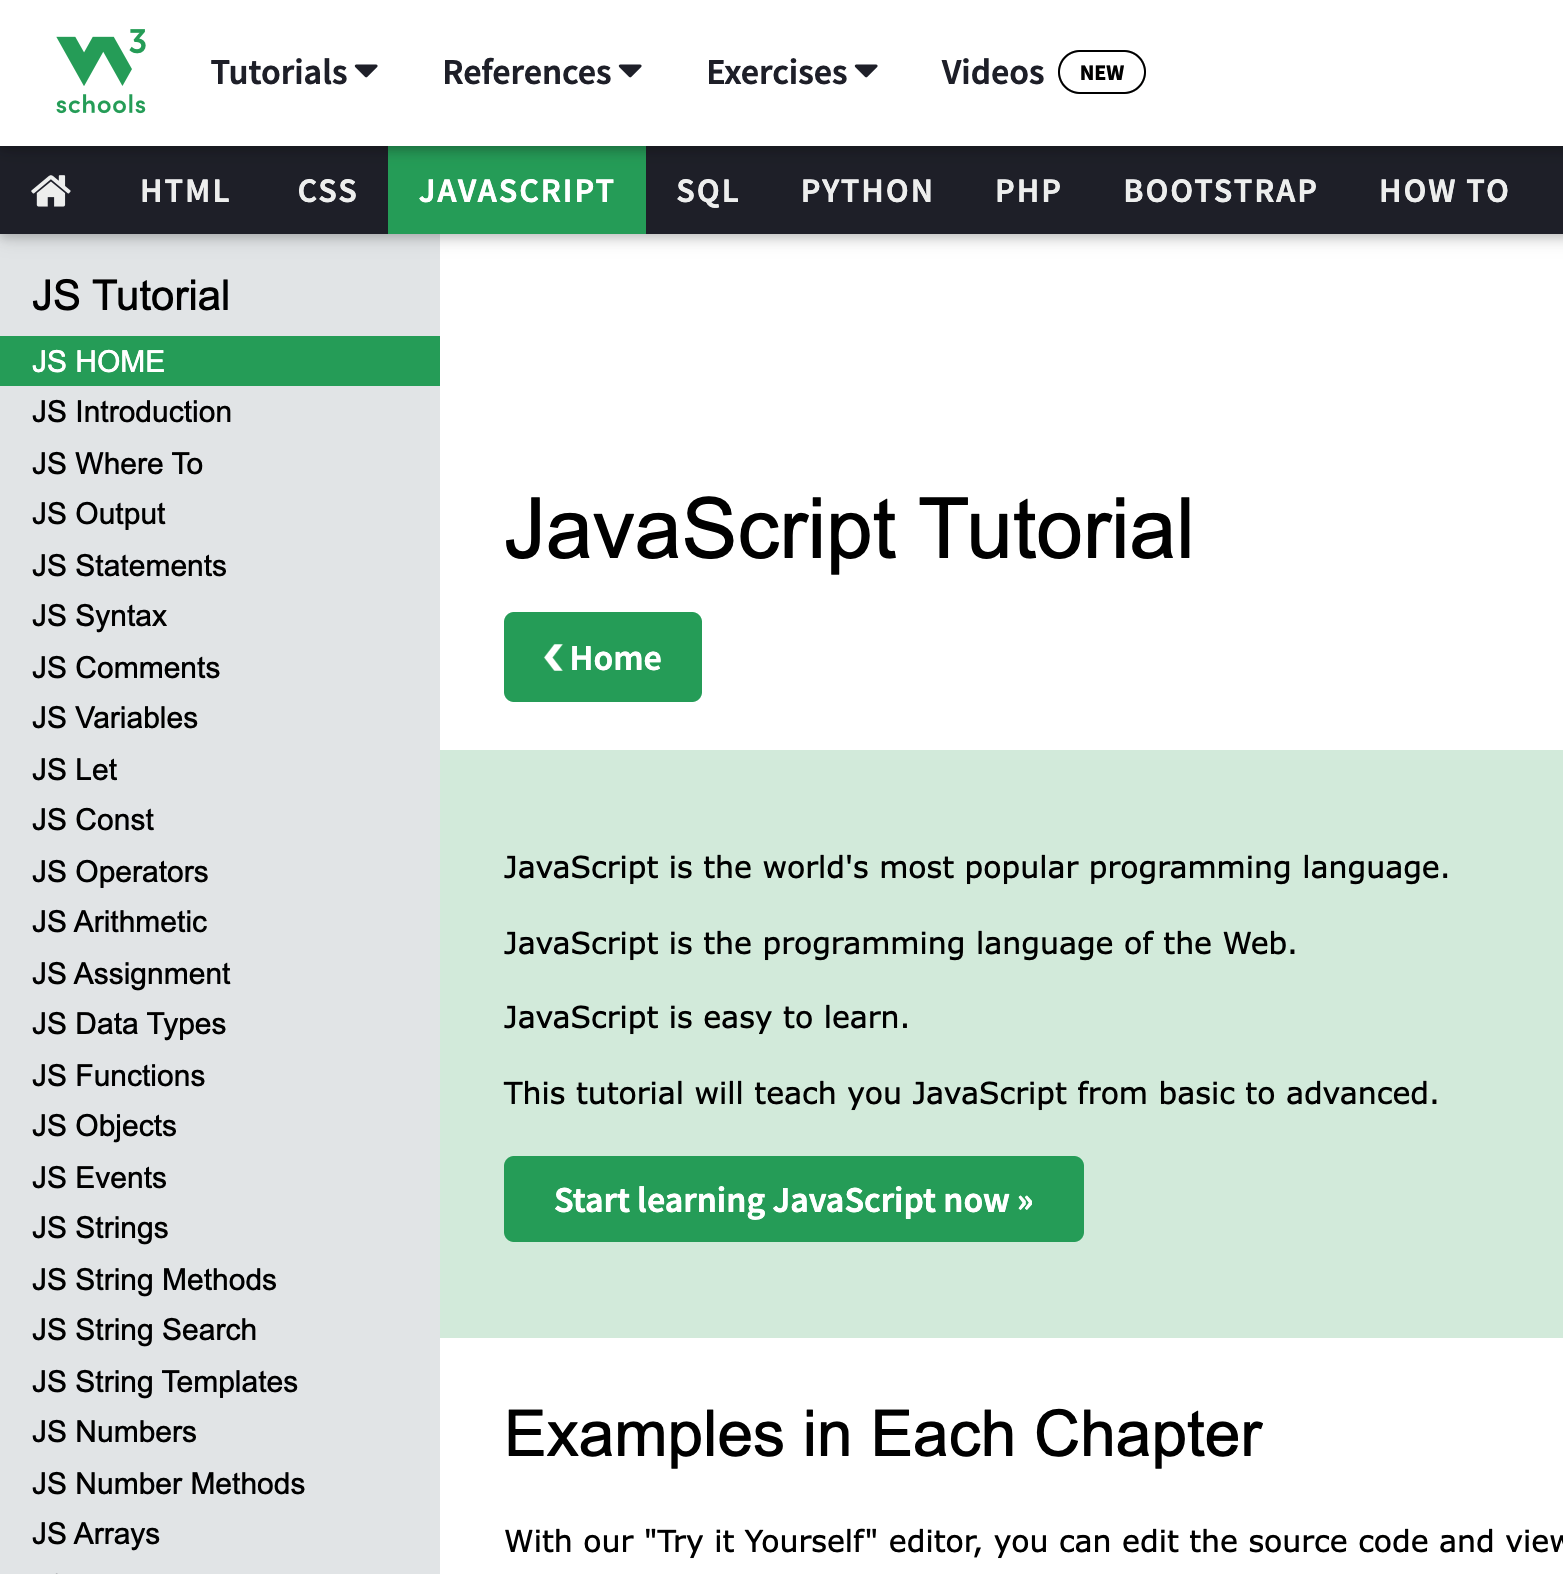 3
schools
Tutorials
References
Exercises
Videos
NEW
HTML
CSS
JAVASCRIPT
SQL
PYTHON
PHP
BOOTSTRAP
HOW TO
JS Tutorial
JS HOME
JS Introduction
JS Where To
JS Output
JS Statements
JS Syntax
JS Comments
JS Variables
JS Let
JS Const
JS Operators
JS Arithmetic
JS Assignment
JS Data Types
JS Functions
JS Objects
JS Events
JS Strings
JS String Methods
JS String Search
JS String Templates
JS Numbers
JS Number Methods
JS Arrays
JavaScript Tutorial
❮ Home
JavaScript is the world's most popular programming language.
JavaScript is the programming language of the Web.
JavaScript is easy to learn.
This tutorial will teach you JavaScript from basic to advanced.
Start learning JavaScript now »
Examples in Each Chapter
With our "Try it Yourself" editor, you can edit the source code and view